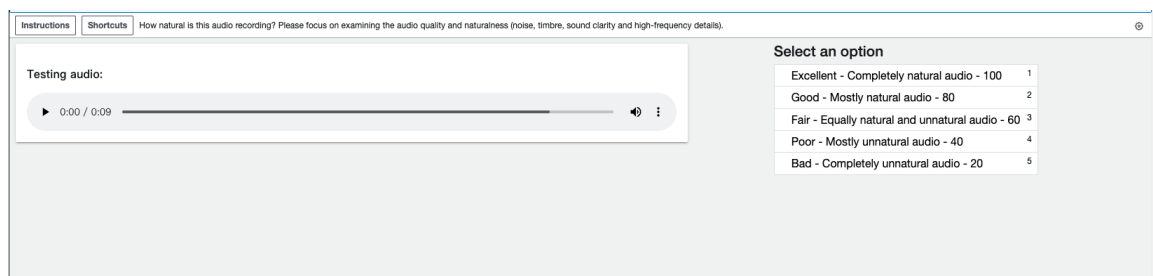 Instructions Shortcuts How natural is this audio recording? Please focus on examining the audio quality and naturalness (noise, timbre, sound clarity and high-frequency details).
Testing audio:
0:00 / 0:09
Select an option
Excellent - Completely natural audio - 100 1
Good - Mostly natural audio - 80 2
Fair - Equally natural and unnatural audio - 60 3
Poor - Mostly unnatural audio - 40 4
Bad - Completely unnatural audio - 20 5